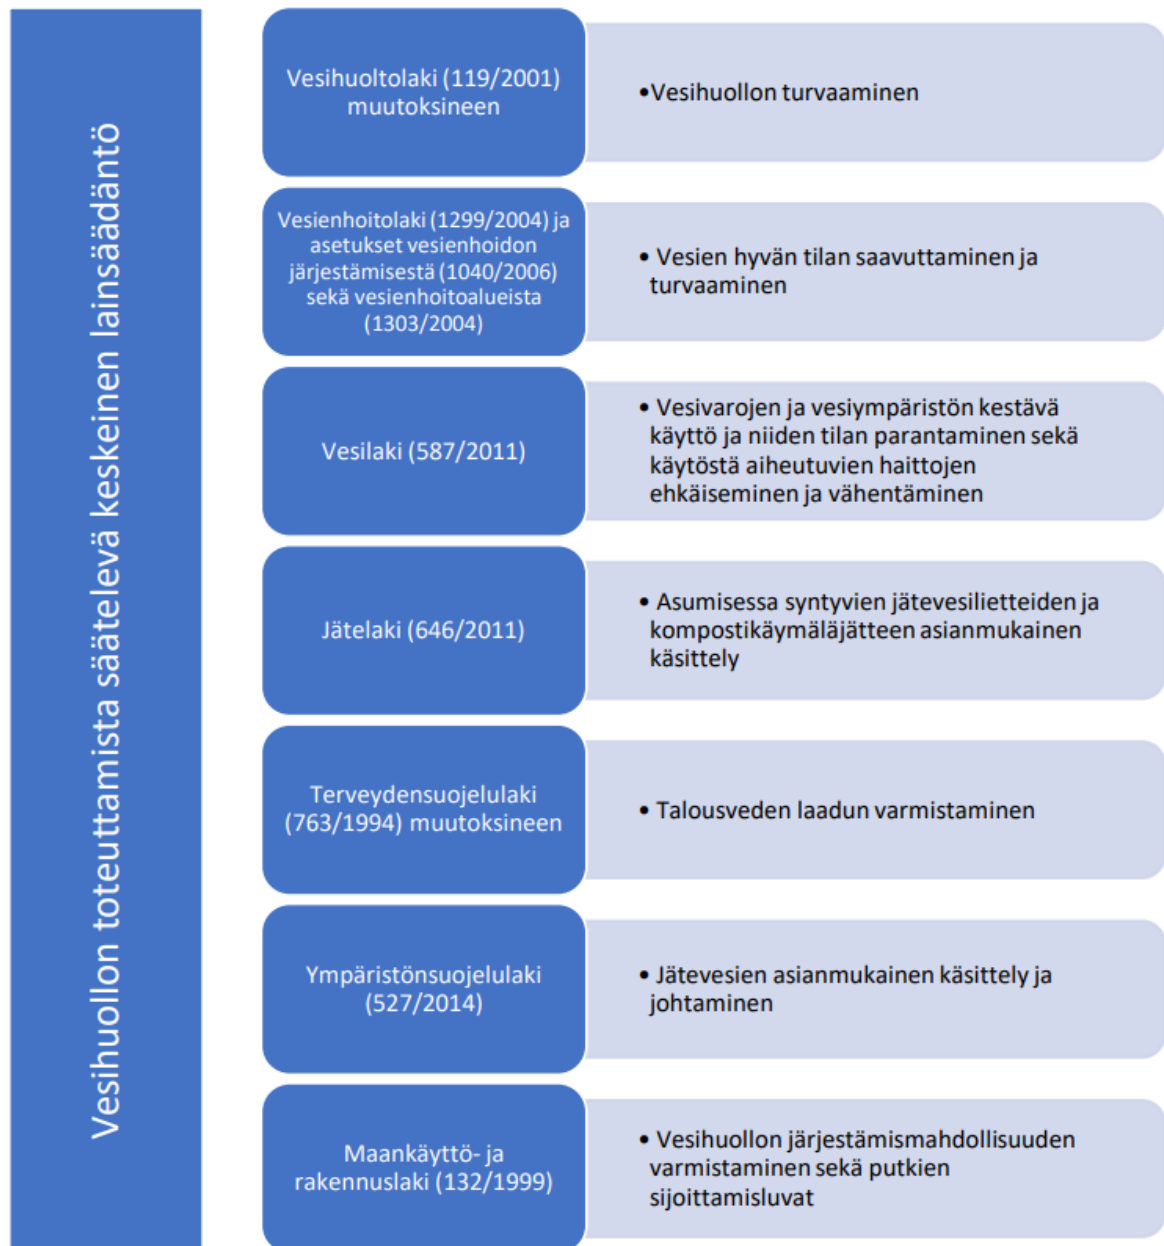 Vesihuollon toteuttamista säätelevä keskeinen lainsäädäntö
Vesihuoltolaki (119/2001)
muutoksineen
•Vesihuollon turvaaminen
Vesienhoitolaki (1299/2004) ja
asetukset vesienhoidon
järjestämisestä (1040/2006)
sekä vesienhoitoalueista
(1303/2004)
• Vesien hyvän tilan saavuttaminen ja
turvaaminen
Vesilaki (587/2011)
• Vesivarojen ja vesiympäristön kestävä
käyttö ja niiden tilan parantaminen sekä
käytöstä aiheutuvien haittojen
ehkäiseminen ja vähentäminen
Jätelaki (646/2011)
• Asumisessa syntyvien jätevesilietteiden ja
kompostikäymäläjätteen asianmukainen
käsittely
Terveydensuojelulaki
(763/1994) muutoksineen
• Talousveden laadun varmistaminen
Ympäristönsuojelulaki
(527/2014)
• Jätevesien asianmukainen käsittely ja
johtaminen
Maankäyttö- ja
rakennuslaki (132/1999)
• Vesihuollon järjestämismahdollisuuden
varmistaminen sekä putkien
sijoittamisluvat